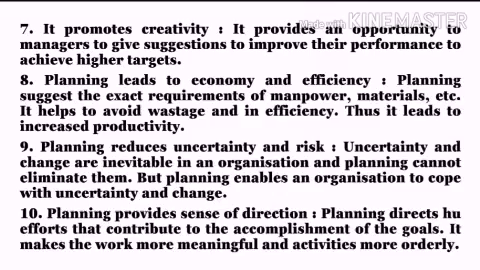 7. It promotes creativity : It provides an opportunity to
managers to give suggestions to improve their performance to
achieve higher targets.
8. Planning leads to economy and efficiency : Planning
suggest the exact requirements of manpower, materials, etc.
It helps to avoid wastage and in efficiency. Thus it leads to
increased productivity.
9. Planning reduces uncertainty and risk : Uncertainty and
change are inevitable in an organisation and planning cannot
eliminate them. But planning enables an organisation to cope
with uncertainty and change.
10. Planning provides sense of direction : Planning directs hu
efforts that contribute to the accomplishment of the goals. It
makes the work more meaningful and activities more orderly.
Made with KINEMASTER